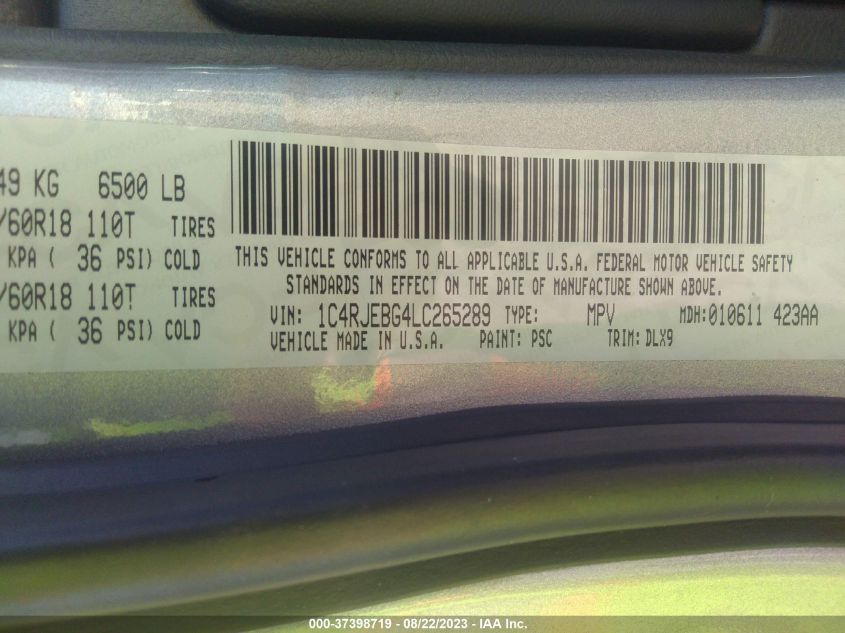 49 KG 6500 LB
/60R18 110T TIRES
KPA ( 36 PSI) COLD
/60R18 110T TIRES
KPA ( 36 PSI) COLD
THIS VEHICLE CONFORMS TO ALL APPLICABLE U.S.A. FEDERAL MOTOR VEHICLE SAFETY
STANDARDS IN EFFECT ON THE DATE OF MANUFACTURE SHOWN ABOVE.
VIN: 1C4RJEBG4LC265289 TYPE: MPV MDH:010611 423AA
VEHICLE MADE IN U.S.A. PAINT: PSC TRIM: DLX9
000-37398719 - 08/22/2023 - IAA Inc.